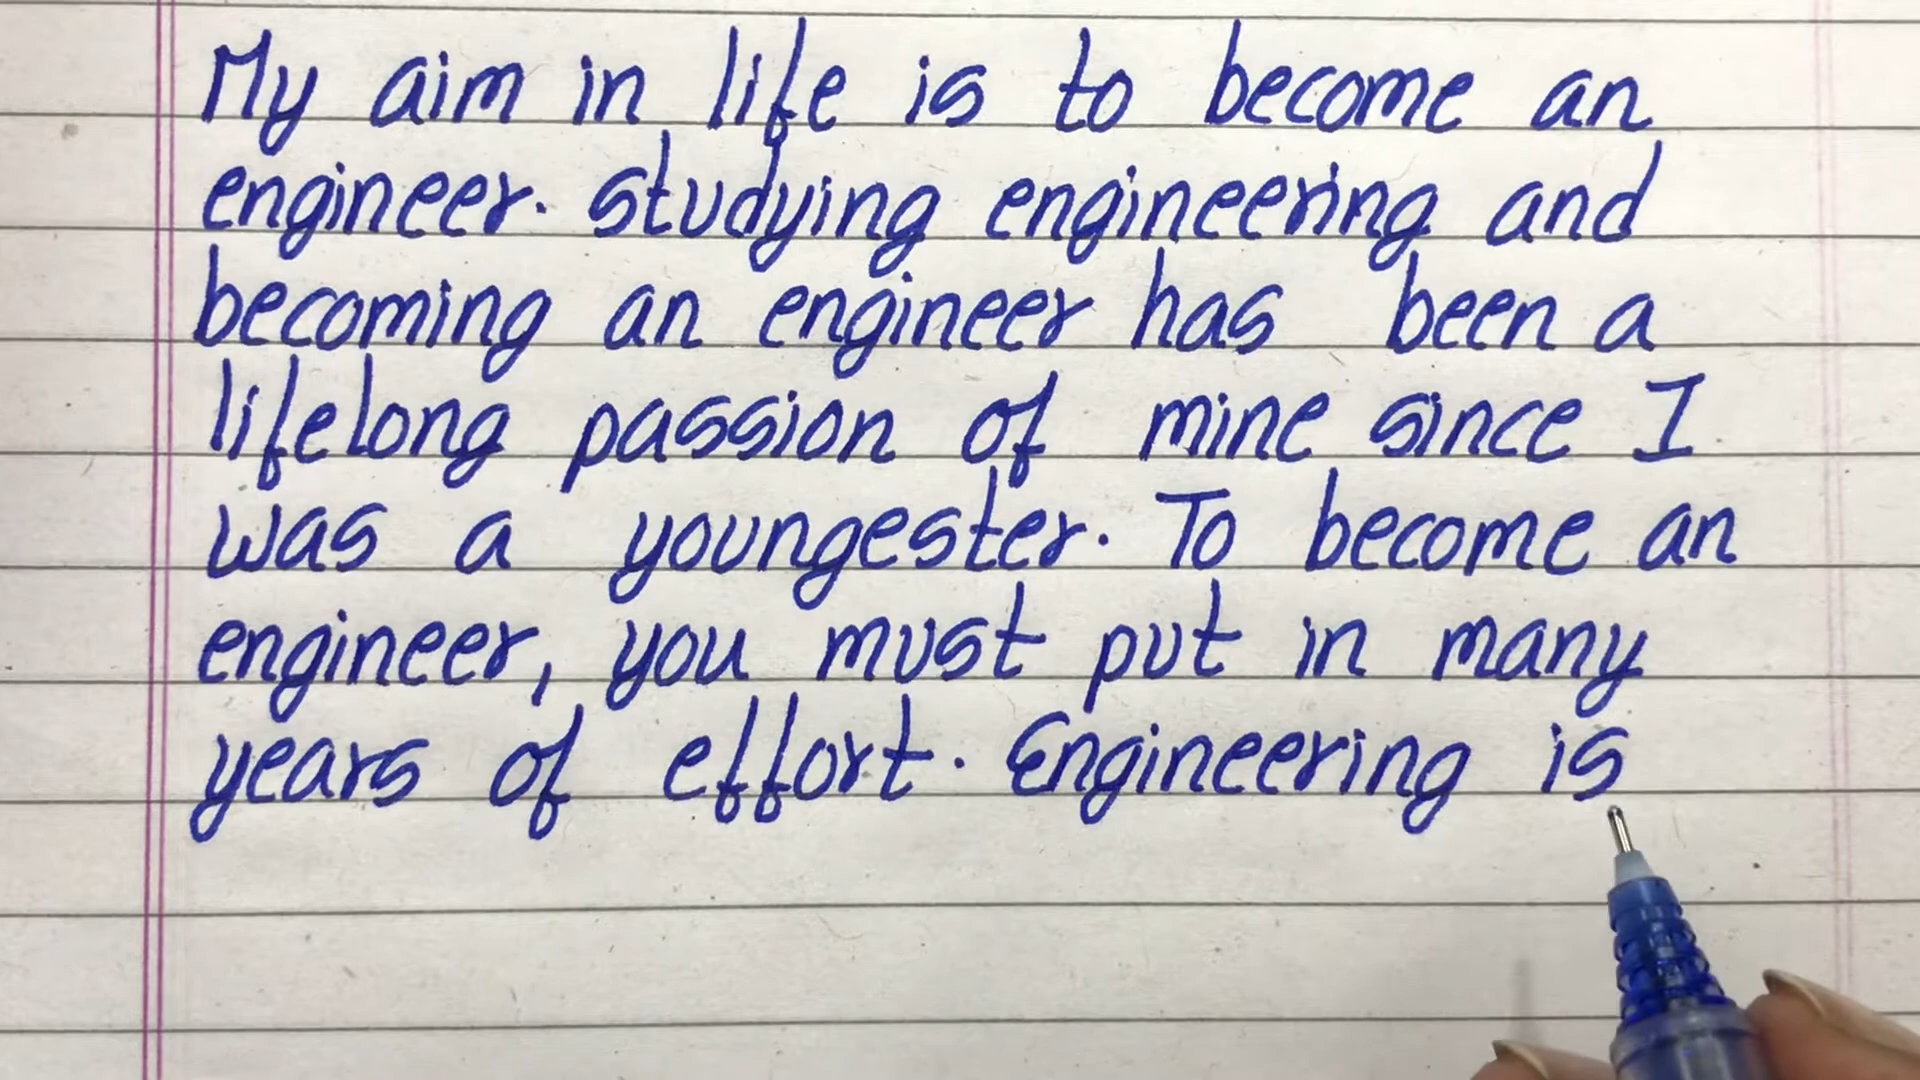 My aim in life is to become an
engineer. Studying engineering and
becoming an engineer has been a
lifelong passion of mine since I
was a youngester. To become an
engineer, you must put in many
years of effort. Engineering is